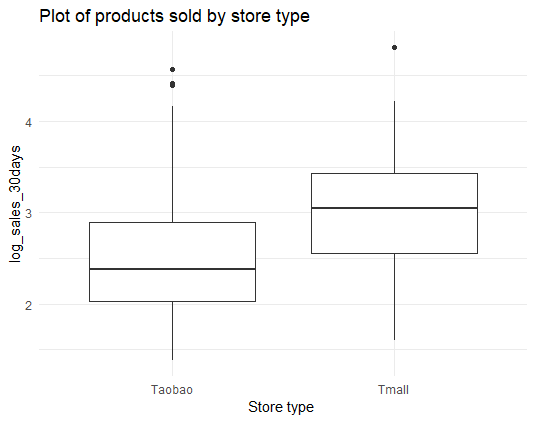 Plot of products sold by store type
4
3
2
log_sales_30days
Taobao
Tmall
Store type